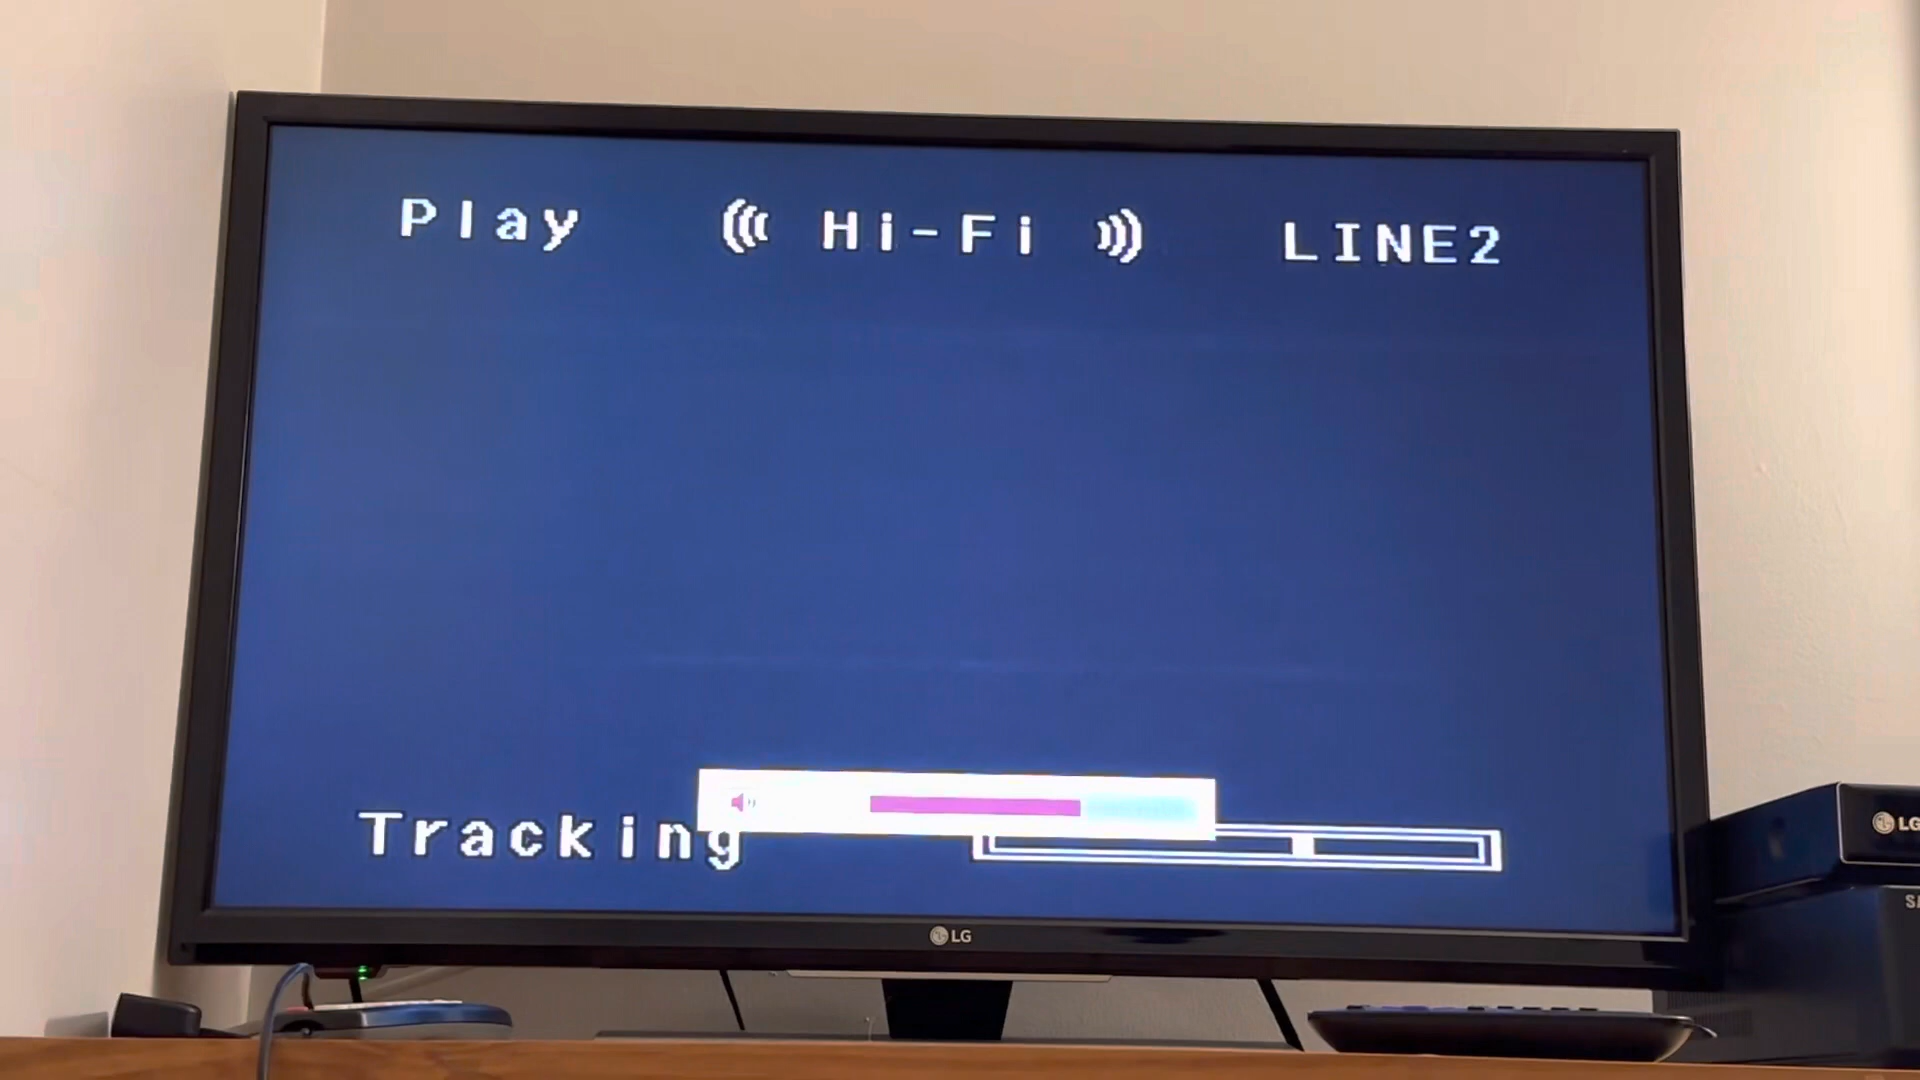 Play ((( Hi-Fi ))) LINE2
Tracking
LG
LG